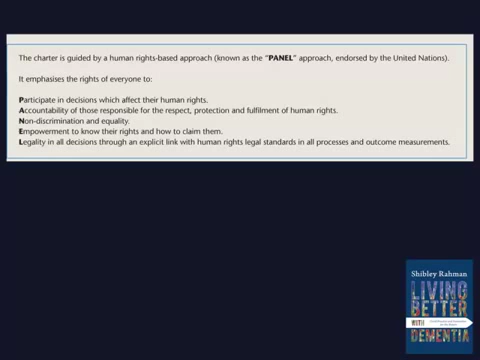 The charter is guided by a human rights-based approach (known as the "PANEL" approach, endorsed by the United Nations).
It emphasises the rights of everyone to:
Participate in decisions which affect their human rights.
Accountability of those responsible for the respect, protection and fulfilment of human rights.
Non-discrimination and equality.
Empowerment to know their rights and how to claim them.
Legality in all decisions through an explicit link with human rights legal standards in all processes and outcome measurements.
Shibley Rahman
LIVING
BETTER
WITH
DEMENTIA